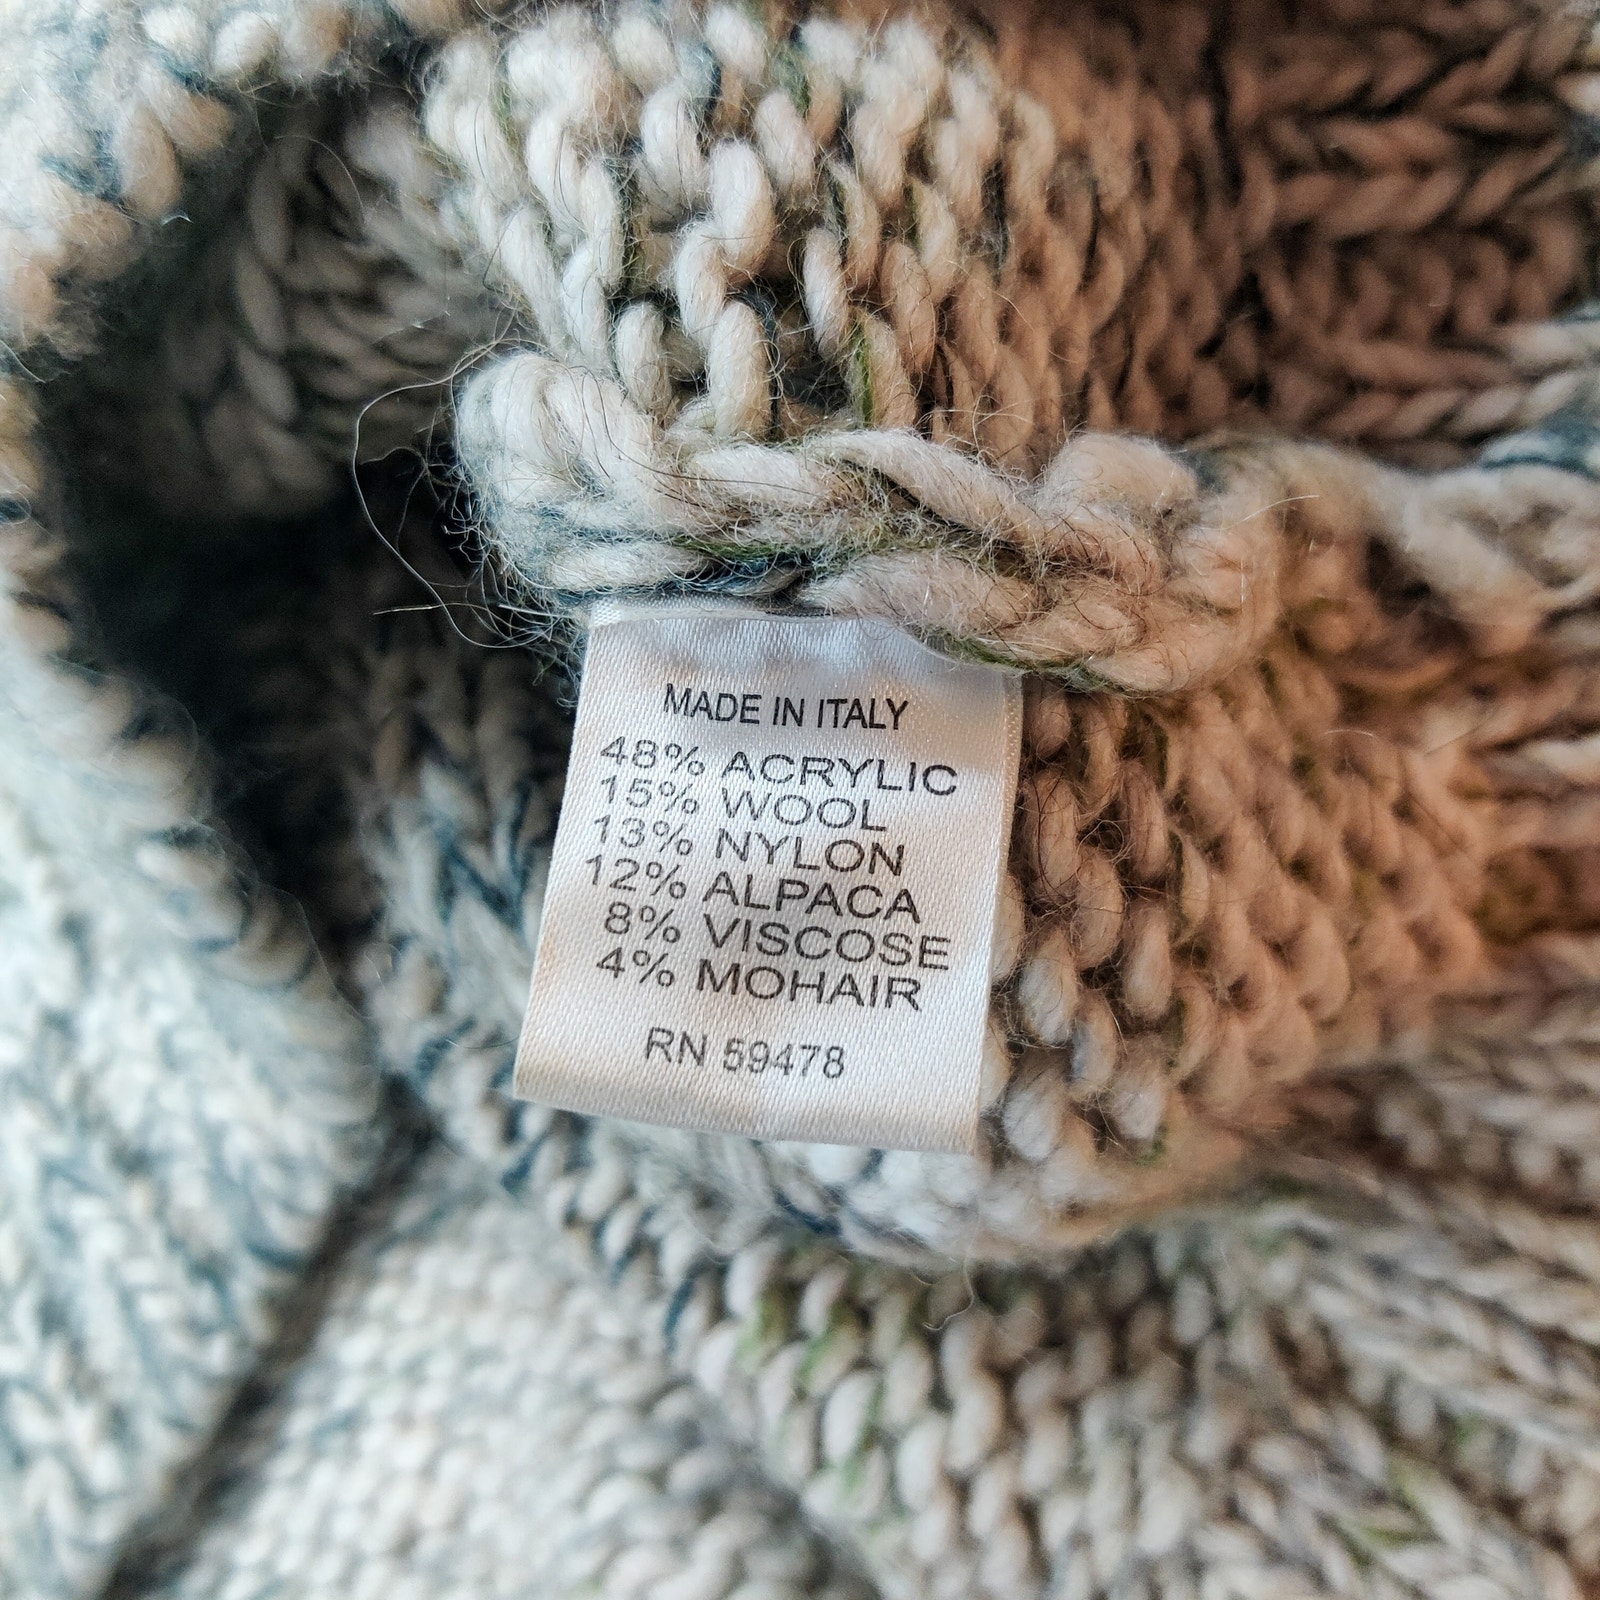 MADE IN ITALY
48% ACRYLIC
15% WOOL
13% NYLON
12% ALPACA
8% VISCOSE
4% MOHAIR
RN 59478